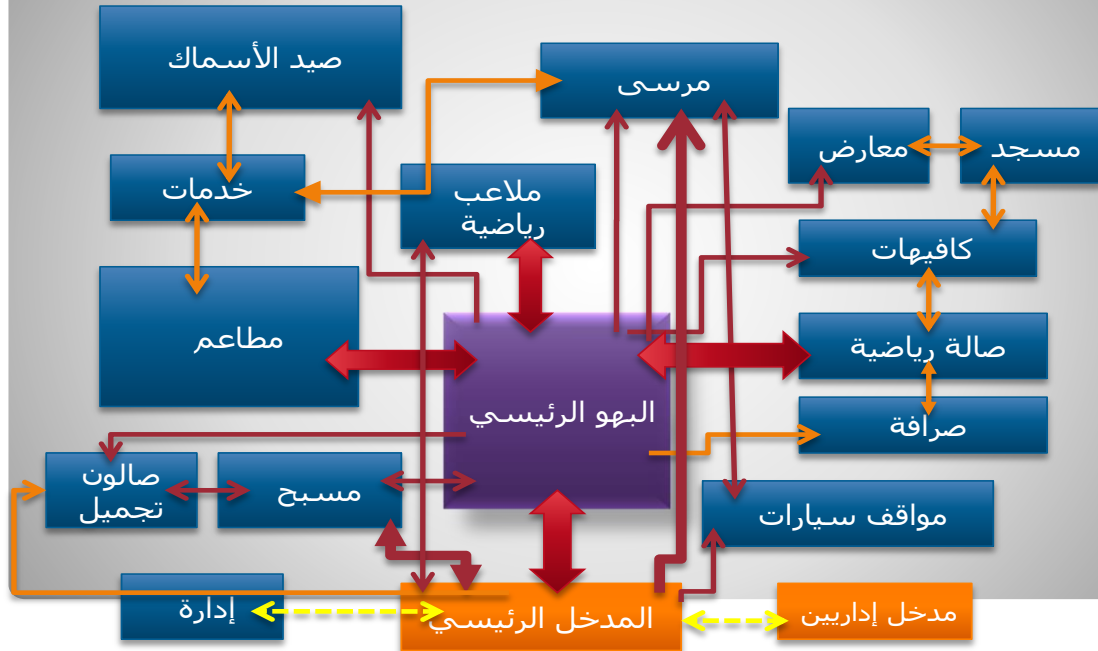 صيد الأسماك
مرسى
معارض
مسجد
خدمات
ملاعب
رياضية
كافيهات
مطاعم
صالة رياضية
البهو الرئيسي
صرافة
صالون
تجميل
مسبح
مواقف سيارات
إدارة
المدخل الرئيسي
مدخل إداريين